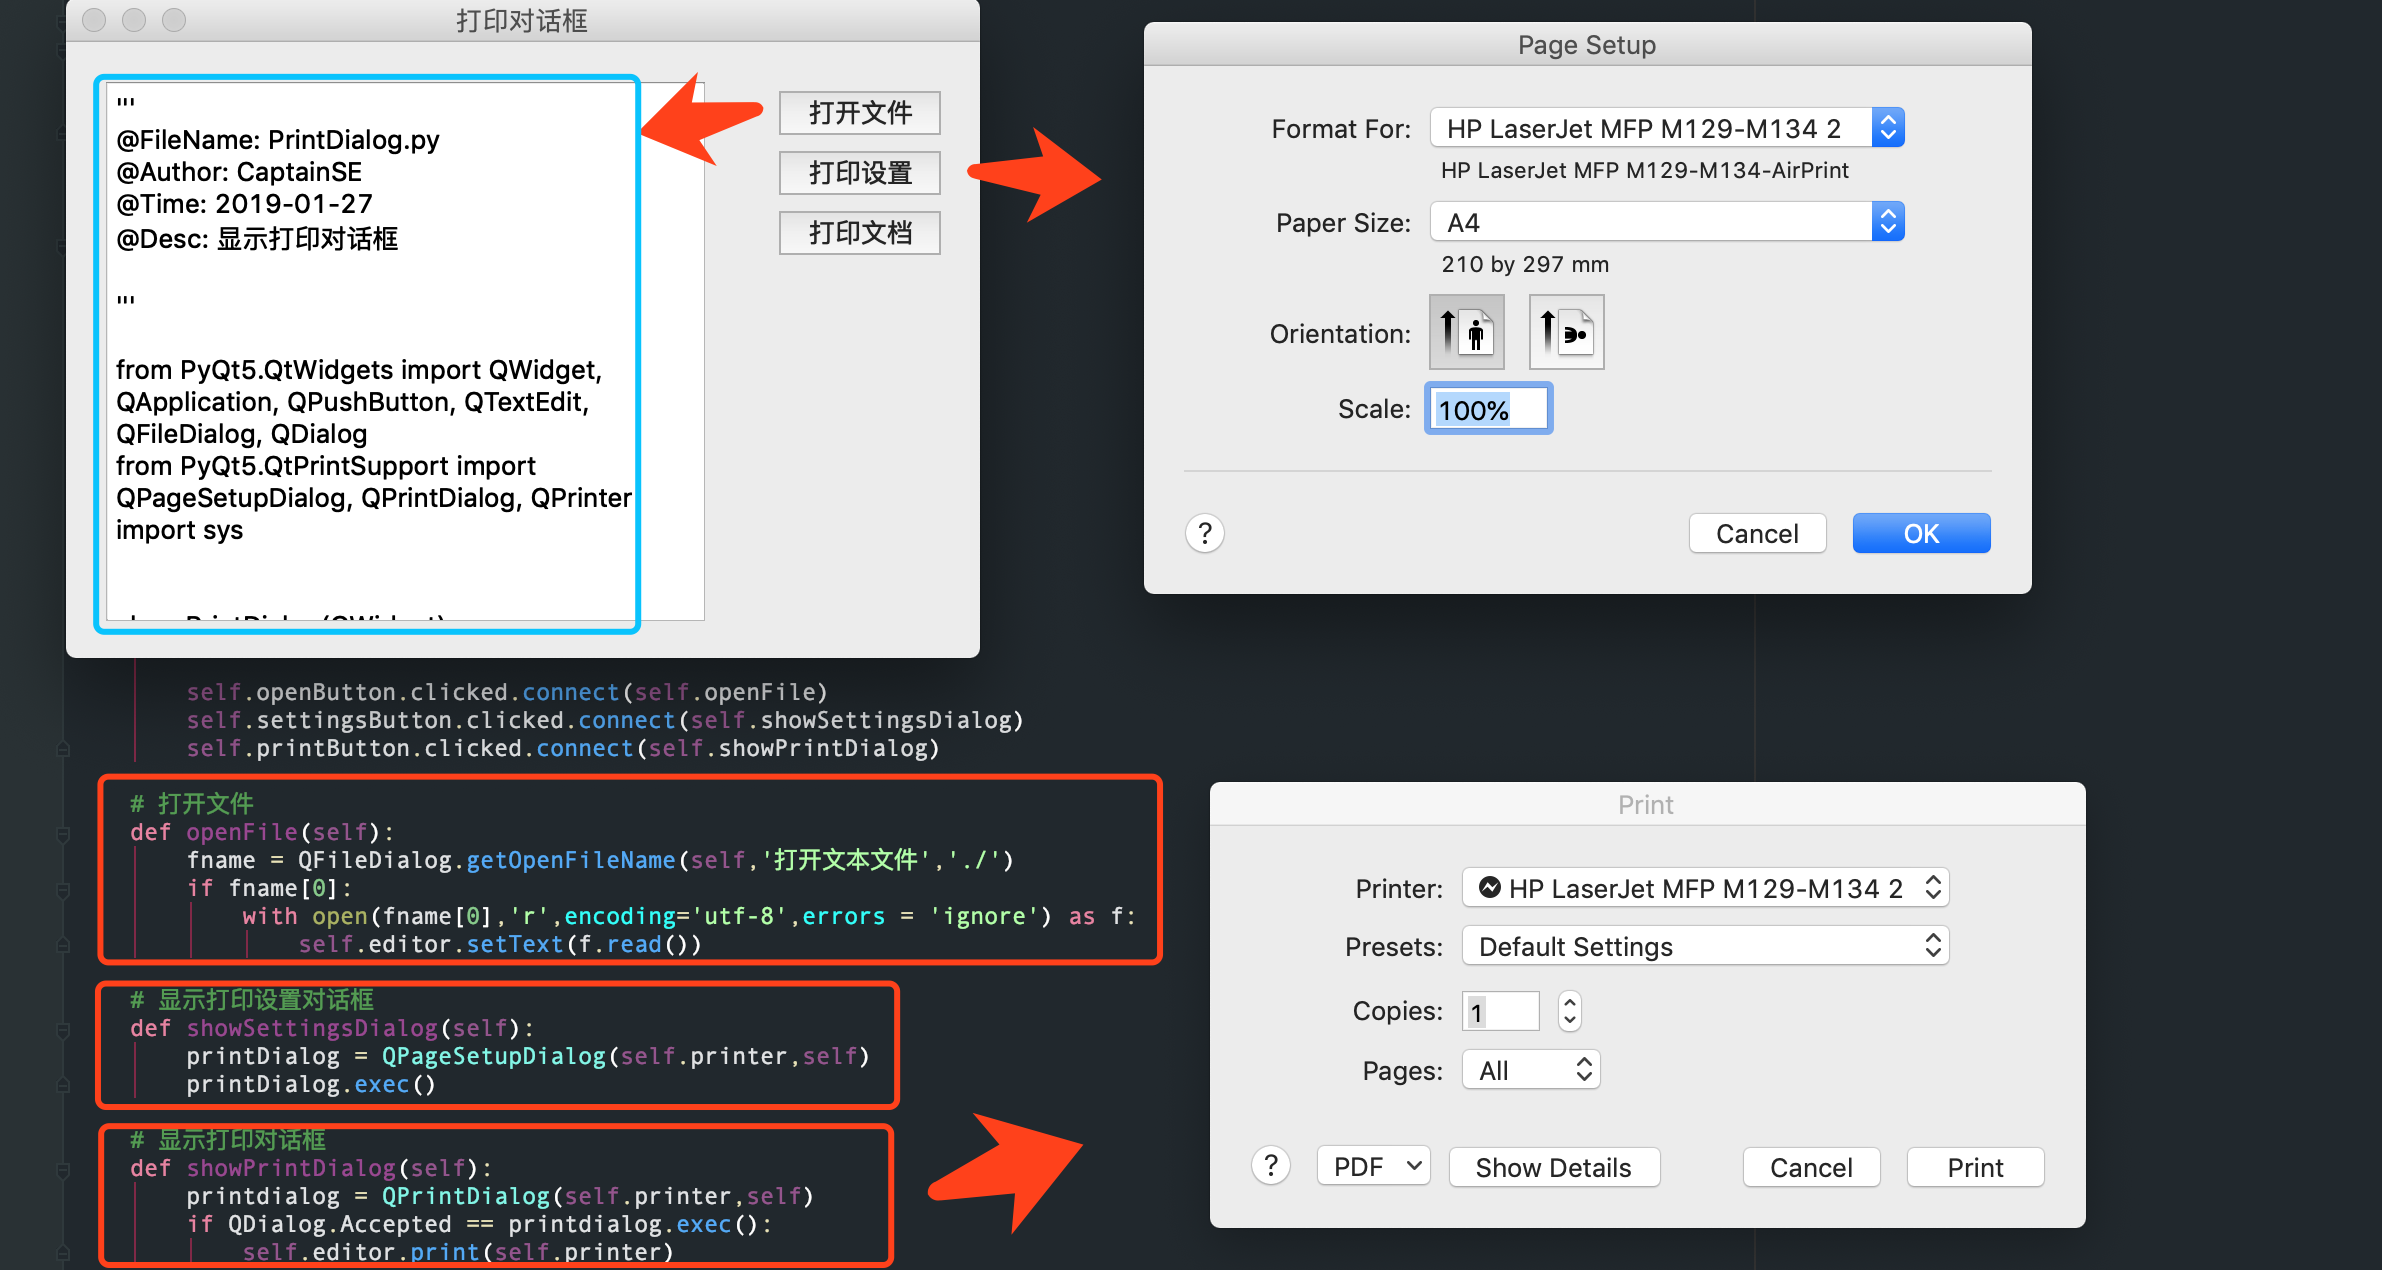 打印对话框
'''
@FileName: PrintDialog.py
@Author: CaptainSE
@Time: 2019-01-27
@Desc: 显示打印对话框
'''
from PyQt5.QtWidgets import QWidget,
QApplication, QPushButton, QTextEdit,
QFileDialog, QDialog
from PyQt5.QtPrintSupport import
QPageSetupDialog, QPrintDialog, QPrinter
import sys
打开文件
打印设置
打印文档
Page Setup
Format For: HP LaserJet MFP M129-M134 2
HP LaserJet MFP M129-M134-AirPrint
Paper Size: A4
210 by 297 mm
Orientation:
Scale: 100%
? Cancel OK
self.openButton.clicked.connect(self.openFile)
self.settingsButton.clicked.connect(self.showSettingsDialog)
self.printButton.clicked.connect(self.showPrintDialog)
# 打开文件
def openFile(self):
fname = QFileDialog.getOpenFileName(self,'打开文本文件','./')
if fname[0]:
with open(fname[0],'r',encoding='utf-8',errors = 'ignore') as f:
self.editor.setText(f.read())
# 显示打印设置对话框
def showSettingsDialog(self):
printDialog = QPageSetupDialog(self.printer,self)
printDialog.exec()
# 显示打印对话框
def showPrintDialog(self):
printdialog = QPrintDialog(self.printer,self)
if QDialog.Accepted == printdialog.exec():
self.editor.print(self.printer)
Print
Printer: HP LaserJet MFP M129-M134 2
Presets: Default Settings
Copies: 1
Pages: All
? PDF Show Details Cancel Print